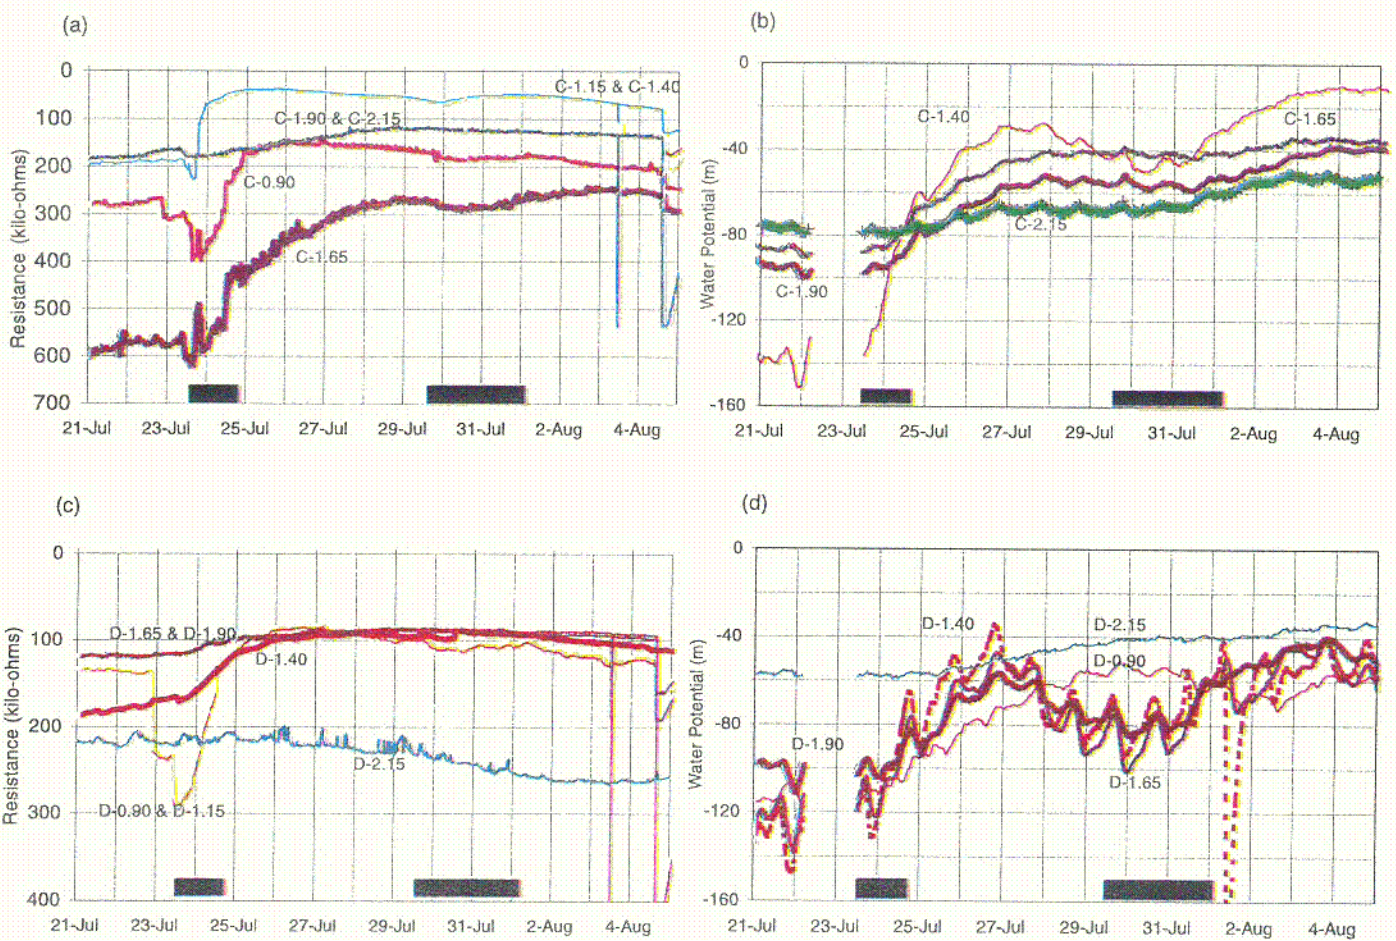 (a)
0
100
200
300
400
500
600
700
Resistance (kilo-ohms)
C-1.15 & C-1.40
C-1.90 & C-2.15
C-0.90
C-1.65
21-Jul 23-Jul 25-Jul 27-Jul 29-Jul 31-Jul 2-Aug 4-Aug
(b)
0
-40
-80
-120
-160
Water Potential (m)
C-1.40
C-1.65
C-2.15
C-1.90
21-Jul 23-Jul 25-Jul 27-Jul 29-Jul 31-Jul 2-Aug 4-Aug
(c)
0
100
200
300
400
Resistance (kilo-ohms)
D-1.65 & D-1.90
D-1.40
D-2.15
D-0.90 & D-1.15
21-Jul 23-Jul 25-Jul 27-Jul 29-Jul 31-Jul 2-Aug 4-Aug
(d)
0
-40
-80
-120
-160
Water Potential (m)
D-1.40
D-2.15
D-0.90
D-1.90
D-1.65
21-Jul 23-Jul 25-Jul 27-Jul 29-Jul 31-Jul 2-Aug 4-Aug